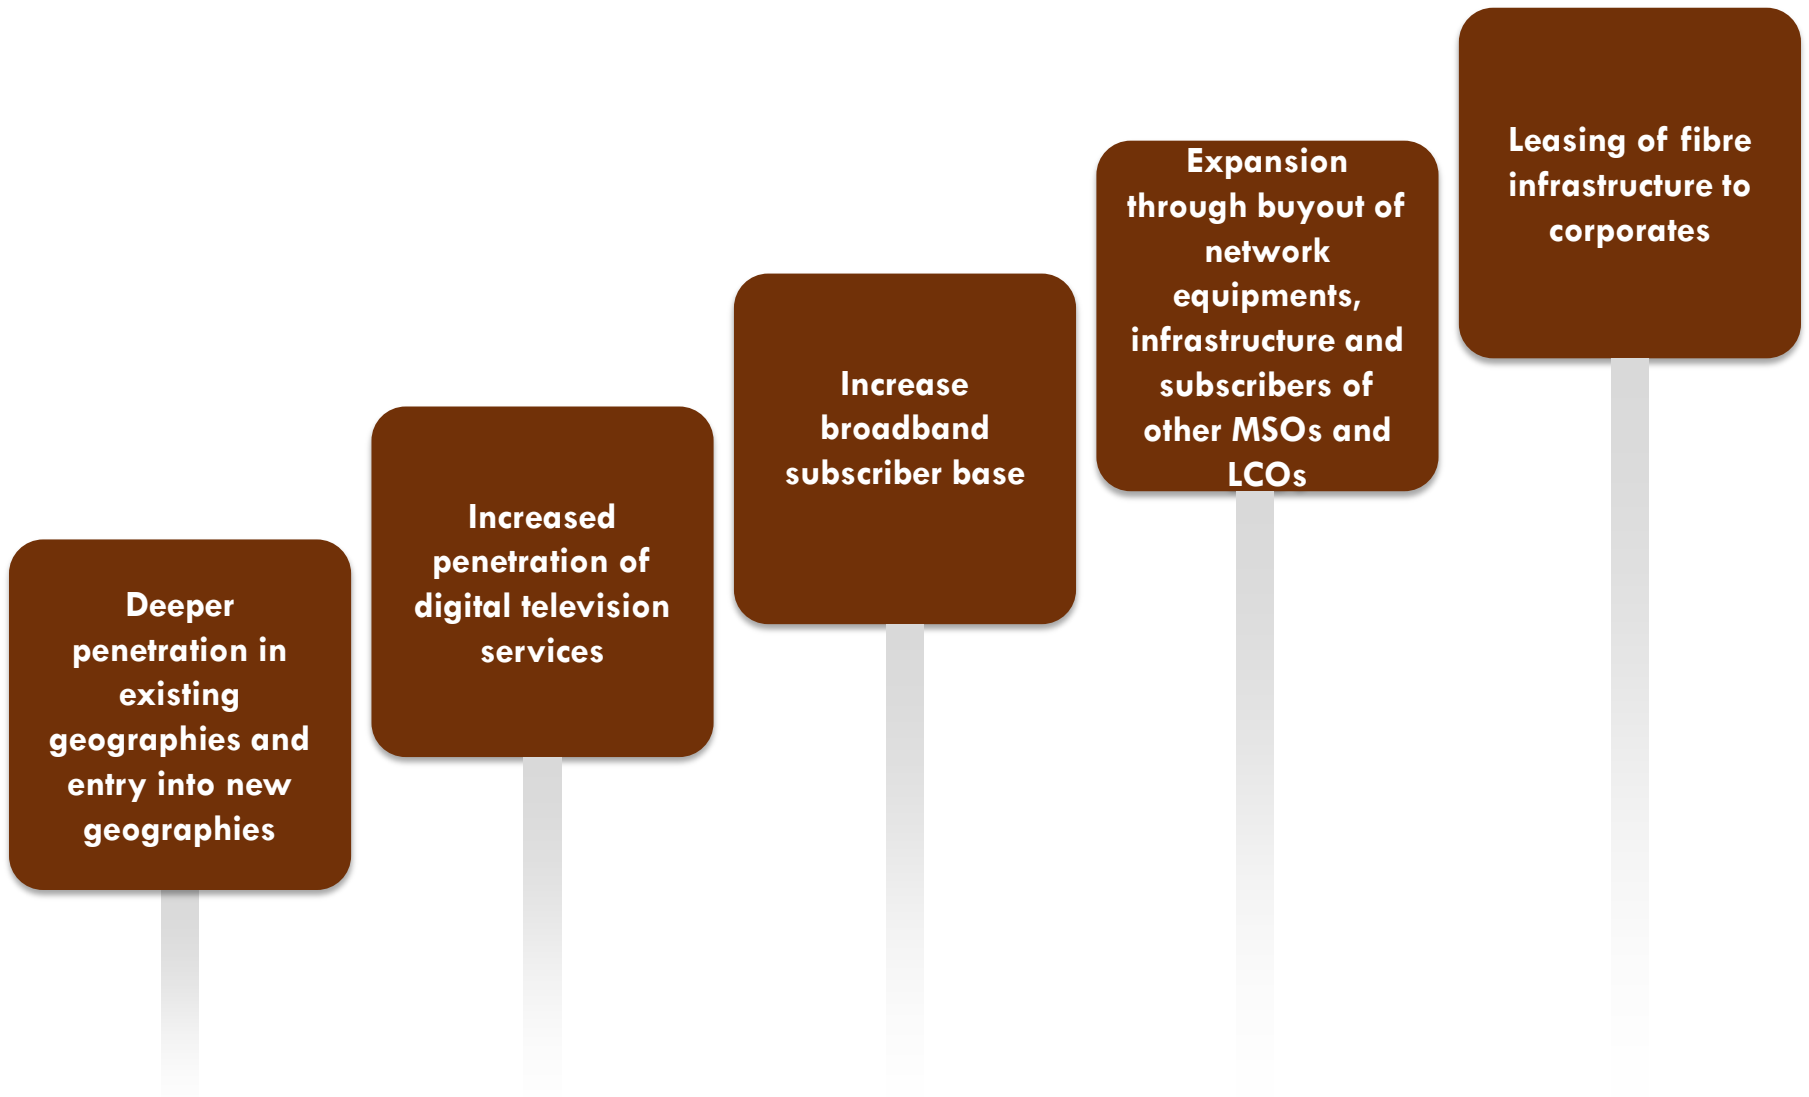 Deeper
penetration in
existing
geographies and
entry into new
geographies
Increased
penetration of
digital television
services
Increase
broadband
subscriber base
Expansion
through buyout of
network
equipments,
infrastructure and
subscribers of
other MSOs and
LCOs
Leasing of fibre
infrastructure to
corporates